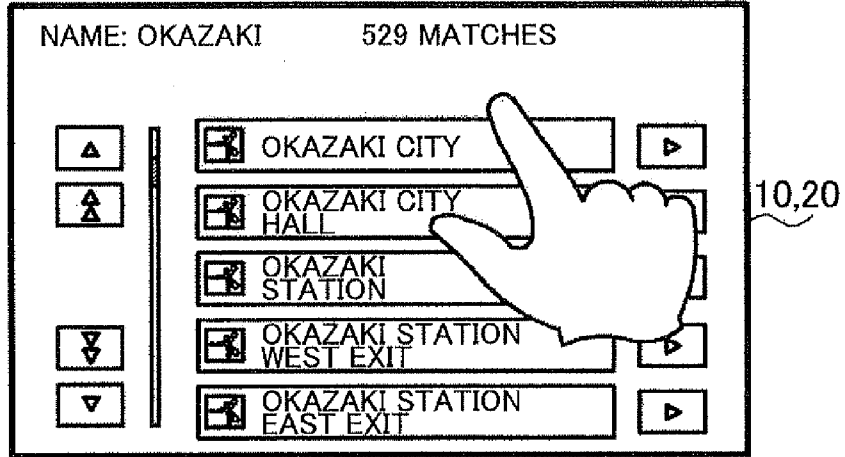 NAME: OKAZAKI 529 MATCHES
OKAZAKI CITY
OKAZAKI CITY
HALL
10,20
OKAZAKI
STATION
OKAZAKI STATION
WEST EXIT
OKAZAKI STATION
EAST EXIT